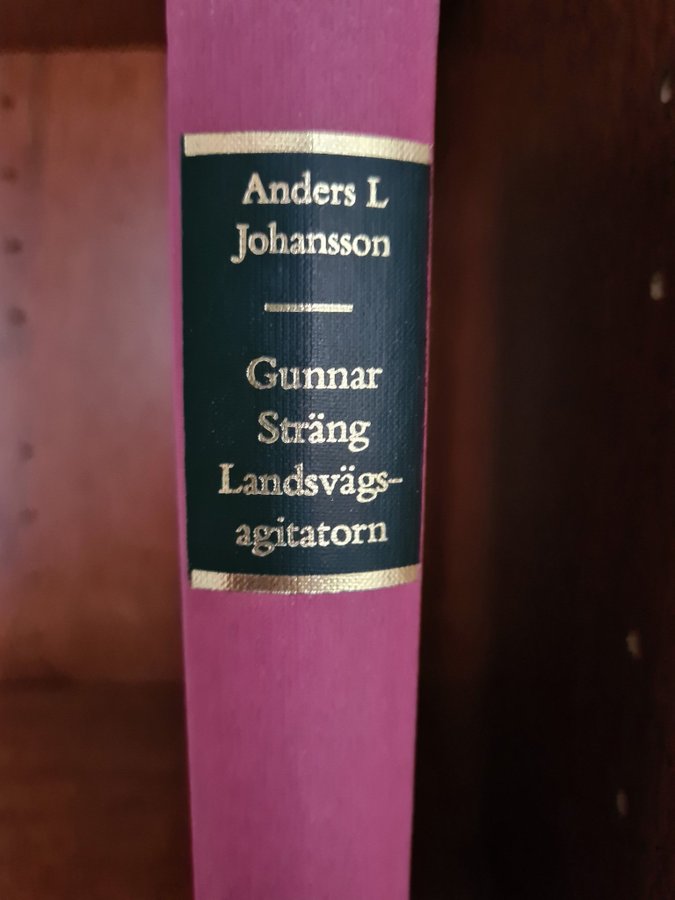 Anders L
Johansson
Gunnar
Sträng
Landsvägs-
agitatorn